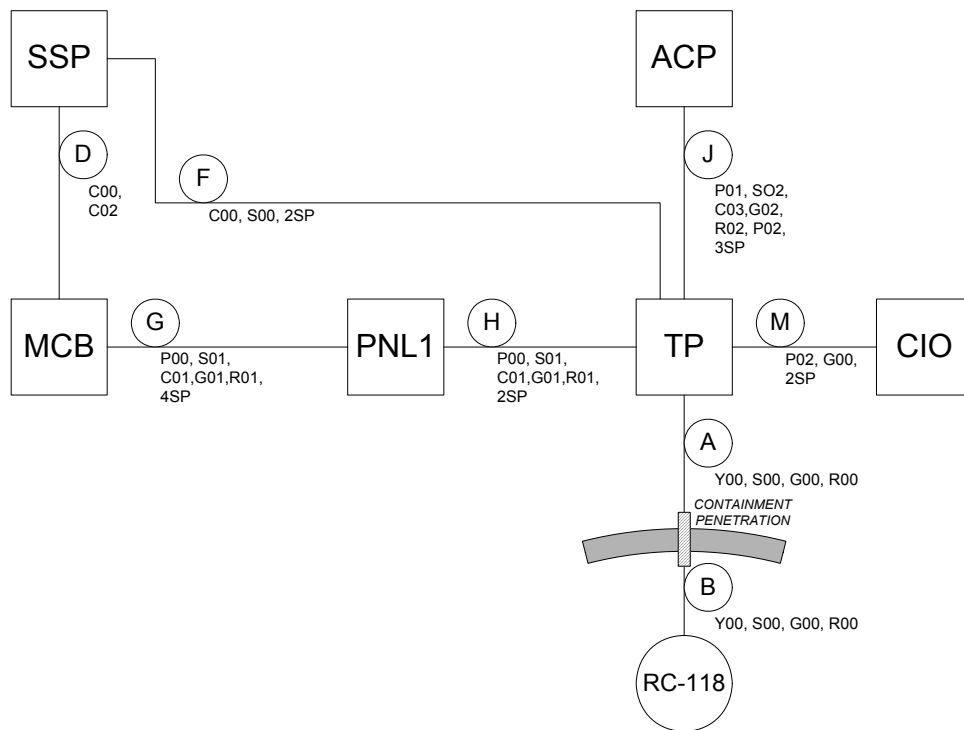 SSP
ACP
D
F
J
C00,
C02
C00, S00, 2SP
P01, SO2,
C03,G02,
R02, P02,
3SP
MCB
G
PNL1
H
TP
M
CIO
P00, S01,
C01,G01,R01,
4SP
P00, S01,
C01,G01,R01,
2SP
P02, G00,
2SP
A
Y00, S00, G00, R00
CONTAINMENT
PENETRATION
B
Y00, S00, G00, R00
RC-118